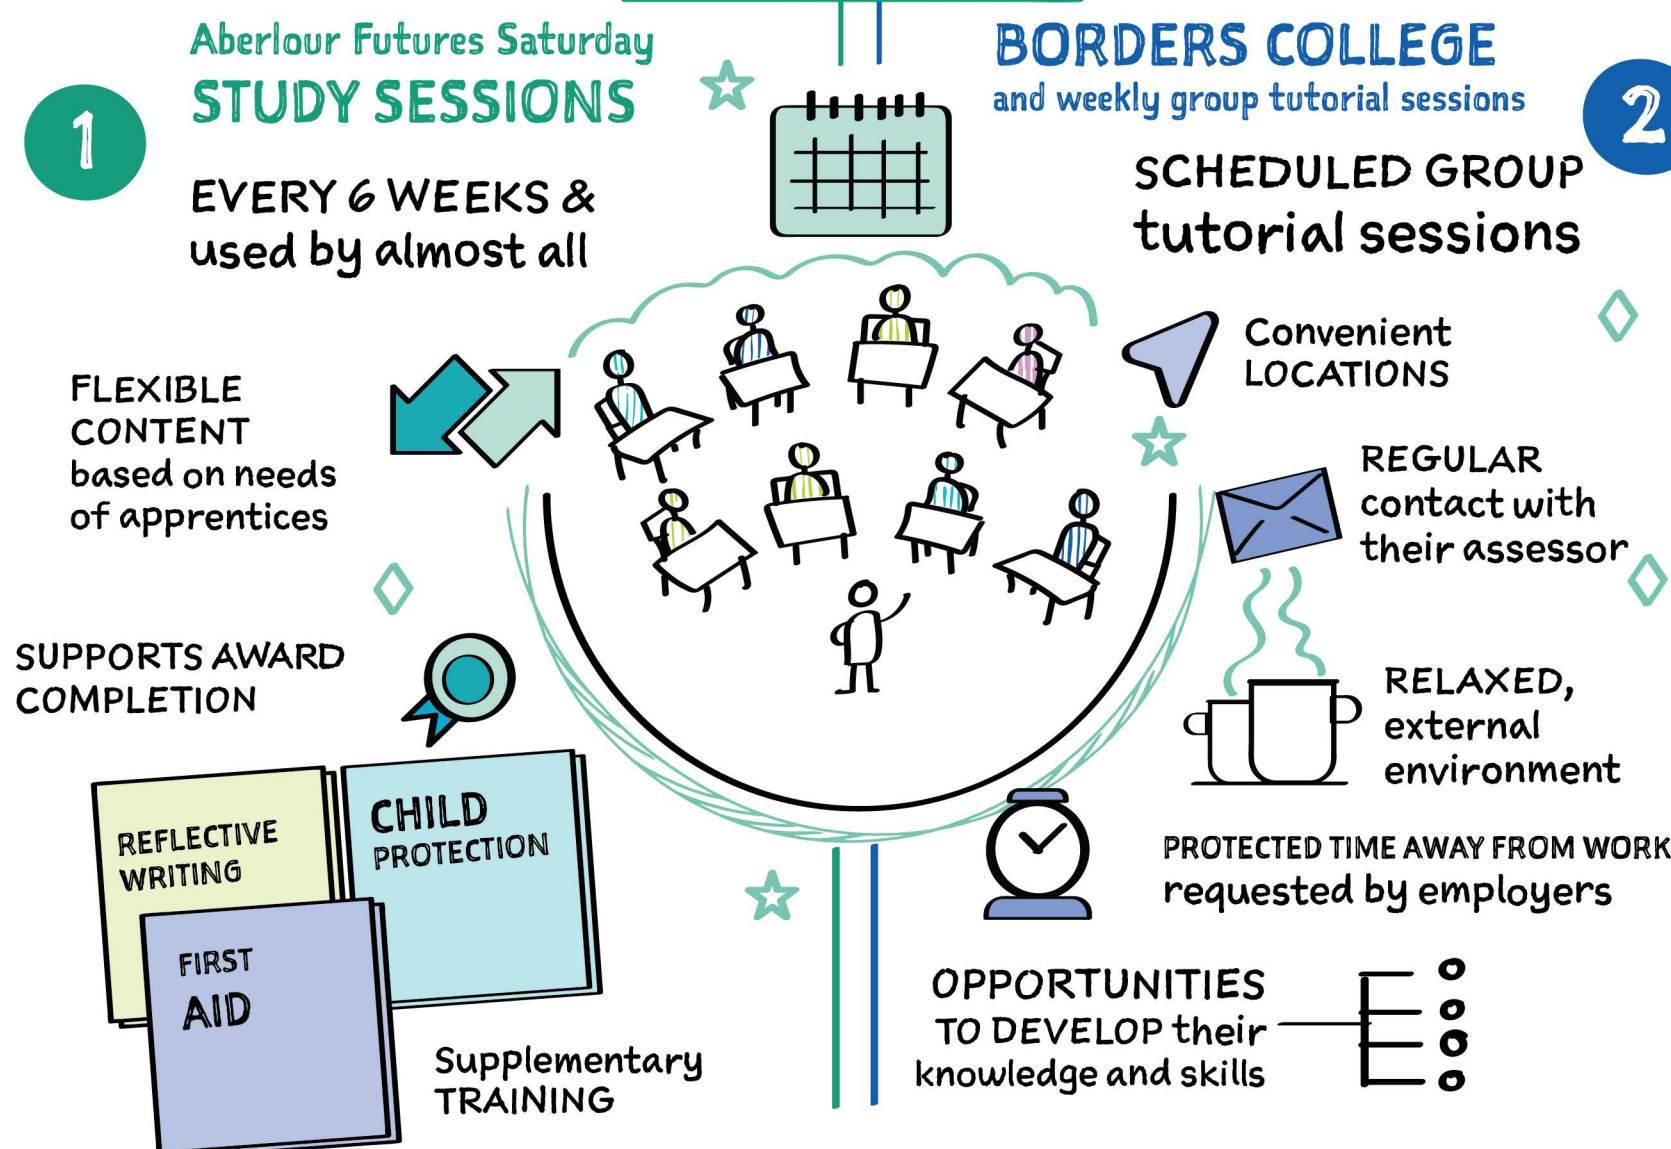 1
Aberlour Futures Saturday
STUDY SESSIONS
EVERY 6 WEEKS &
used by almost all
FLEXIBLE
CONTENT
based on needs
of apprentices
SUPPORTS AWARD
COMPLETION
REFLECTIVE
WRITING
CHILD
PROTECTION
FIRST
AID
Supplementary
TRAINING
BORDERS COLLEGE
and weekly group tutorial sessions
2
SCHEDULED GROUP
tutorial sessions
Convenient
LOCATIONS
REGULAR
contact with
their assessor
RELAXED,
external
environment
PROTECTED TIME AWAY FROM WORK
requested by employers
OPPORTUNITIES
TO DEVELOP their
knowledge and skills